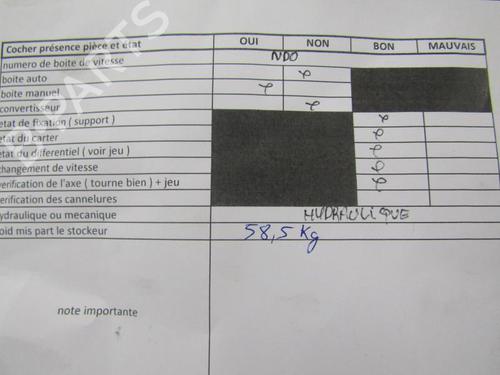 Cocher présence pièce et état OUI NON BON MAUVAIS
numero de boite de vitesse NDO
boite auto
boite manuel
convertisseur
etat de fixation ( support )
etat du carter
etat du differentiel ( voir jeu )
changement de vitesse
verification de l'axe ( tourne bien ) + jeu
verification des cannelures
hydraulique ou mecanique HYDRAULIQUE
poid mis part le stockeur 58,5 Kg
note importante
B-PARTS